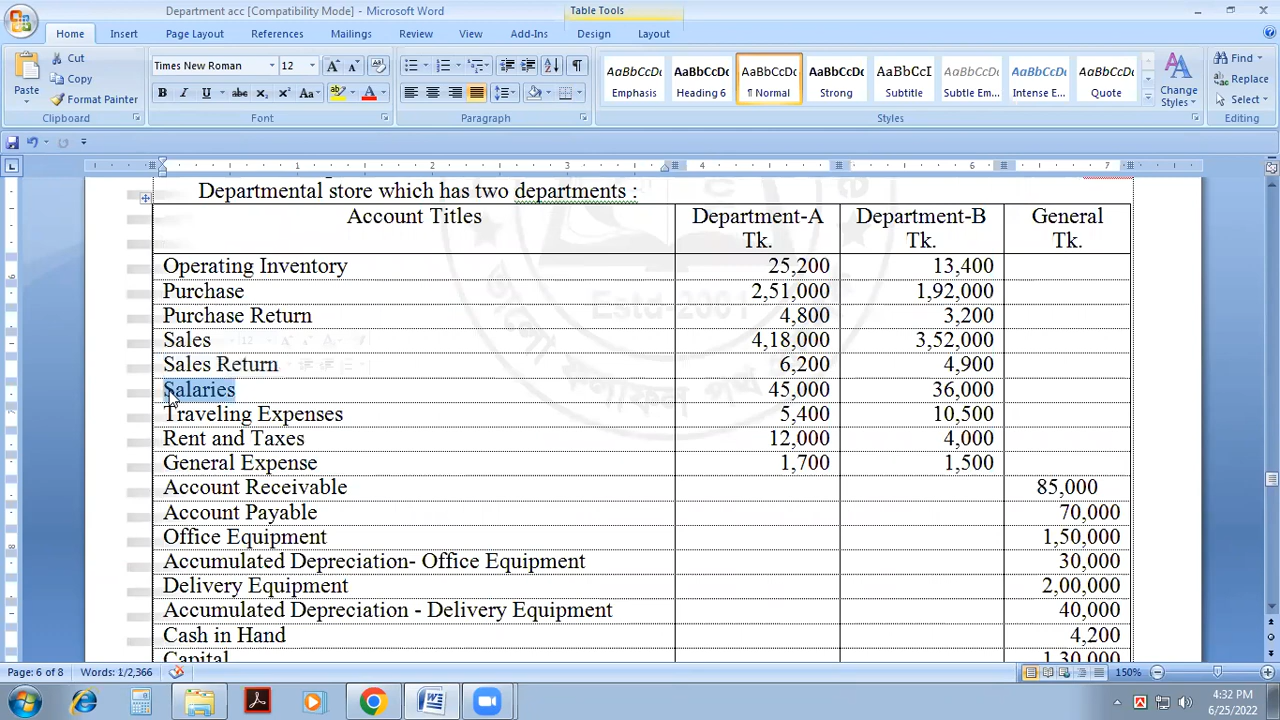 Department acc [Compatibility Mode] - Microsoft Word
Table Tools
Home Insert Page Layout References Mailings Review View Add-Ins Design Layout
Paste
Cut
Copy
Format Painter
Clipboard
Times New Roman 12
Font
Paragraph
AaBbCcDc AaBbCcDc AaBbCcDc AaBbCcDc AaBbCcI AaBbCcDc AaBbCcDc AaBbCcDc
Emphasis Heading 6 ¶ Normal Strong Subtitle Subtle Em... Intense E... Quote
Change Styles
Styles
Find
Replace
Select
Editing
Departmental store which has two departments :
Account Titles Department-A Department-B General
Tk. Tk. Tk.
Operating Inventory 25,200 13,400
Purchase 2,51,000 1,92,000
Purchase Return 4,800 3,200
Sales 4,18,000 3,52,000
Sales Return 6,200 4,900
Salaries 45,000 36,000
Traveling Expenses 5,400 10,500
Rent and Taxes 12,000 4,000
General Expense 1,700 1,500
Account Receivable 85,000
Account Payable 70,000
Office Equipment 1,50,000
Accumulated Depreciation- Office Equipment 30,000
Delivery Equipment 2,00,000
Accumulated Depreciation - Delivery Equipment 40,000
Cash in Hand 4,200
Capital 1,30,000
Estd-2001
Page: 6 of 8 Words: 1/2,366 150%
4:32 PM
6/25/2022